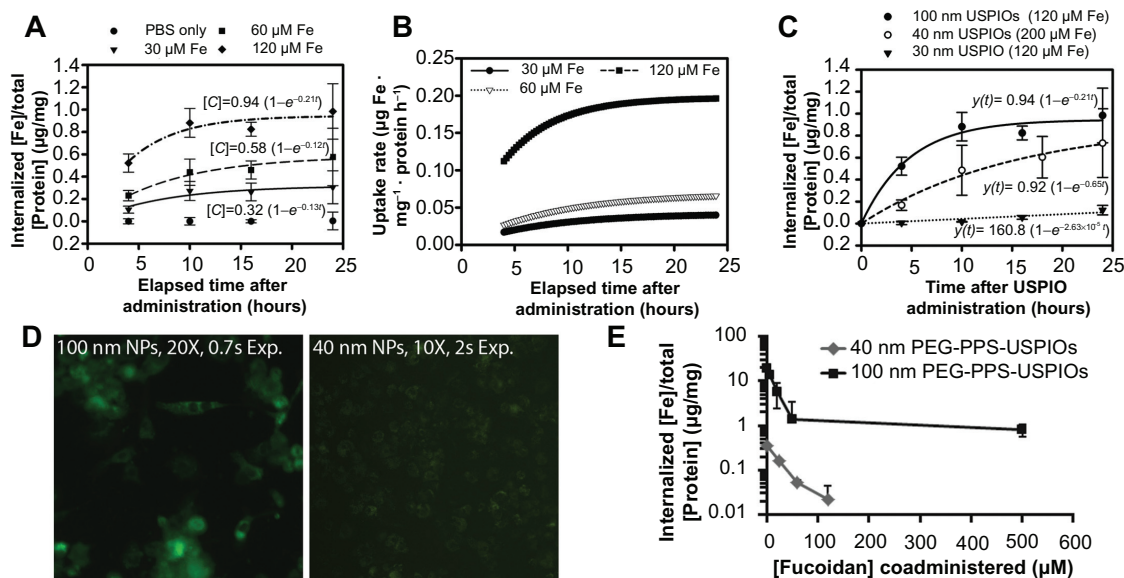 A
PBS only
60 µM Fe
30 µM Fe
120 µM Fe
Internalized [Fe]/total
[Protein] (µg/mg)
1.4
1.2
1.0
0.8
0.6
0.4
0.2
0.0
0.2
[C]=0.94 (1–e–0.21t)
[C]=0.58 (1–e–0.12t)
[C]=0.32 (1–e–0.13t)
0 5 10 15 20 25
Elapsed time after
administration (hours)
B
30 µM Fe
120 µM Fe
60 µM Fe
Uptake rate (µg Fe ·
mg–1 · protein h–1)
0.25
0.20
0.15
0.10
0.05
0.00
0 5 10 15 20 25
Elapsed time after
administration (hours)
C
100 nm USPIOs (120 µM Fe)
40 nm USPIOs (200 µM Fe)
30 nm USPIO (120 µM Fe)
Internalized [Fe]/total
[Protein] (µg/mg)
1.4
1.2
1.0
0.8
0.6
0.4
0.2
0.0
0.2
y(t)= 0.94 (1–e–0.21t)
y(t)= 0.92 (1–e–0.65t)
y(t)= 160.8 (1–e–2.63×10–5 t)
0 5 10 15 20 25
Time after USPIO
administration (hours)
D
100 nm NPs, 20X, 0.7s Exp.
40 nm NPs, 10X, 2s Exp.
E
40 nm PEG-PPS-USPIOs
100 nm PEG-PPS-USPIOs
Internalized [Fe]/total
[Protein] (µg/mg)
100
10
1
0.1
0.01
0 100 200 300 400 500 600
[Fucoidan] coadministered (µM)